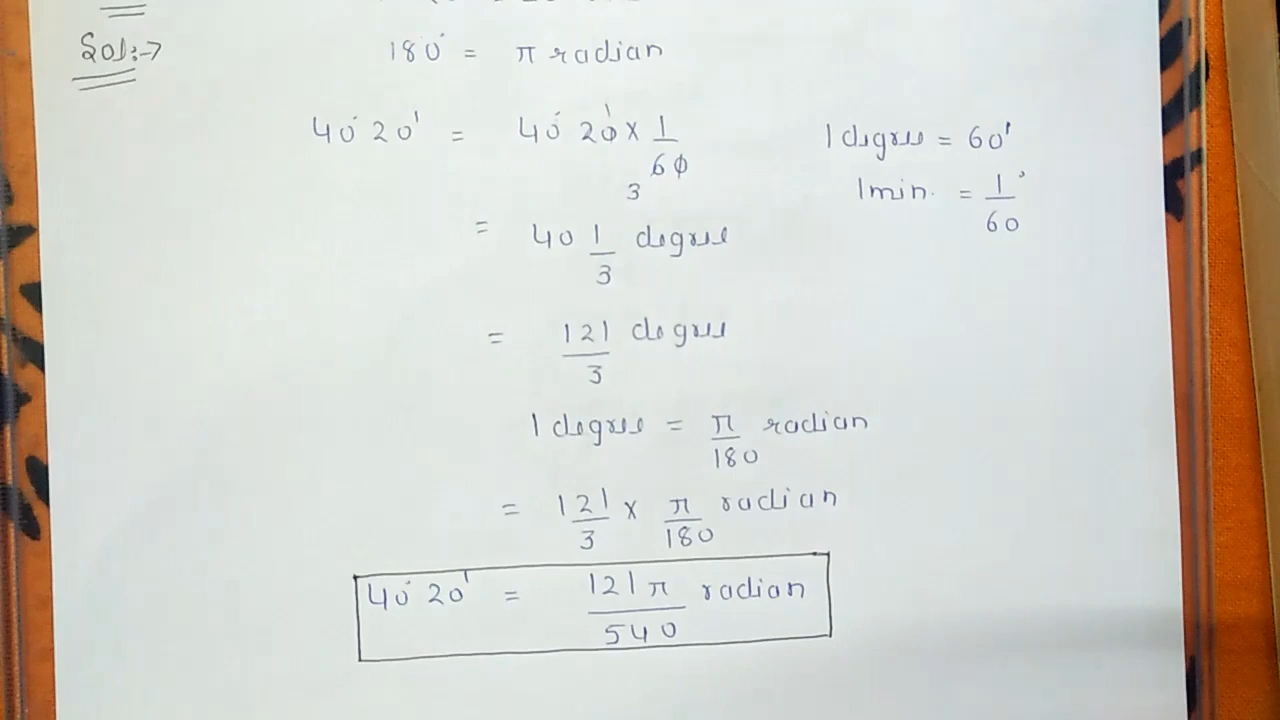 Sol:→ 180° = π radian
40° 20' = 40° 20 × 1/60
1 degree = 60'
1 min. = 1/60°
3
= 40 1/3 degree
= 121/3 degree
1 degree = π/180 radian
= 121/3 × π/180 radian
40° 20' = 121π/540 radian